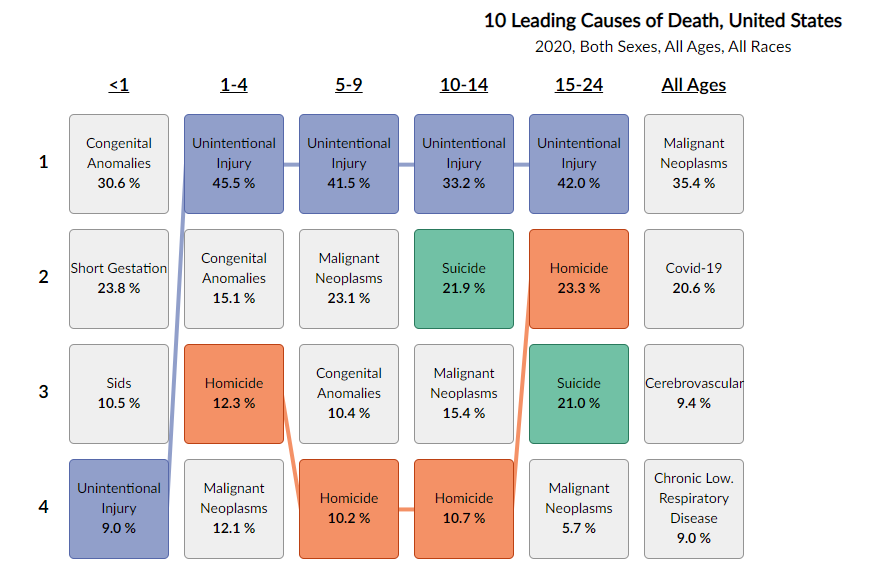 10 Leading Causes of Death, United States
2020, Both Sexes, All Ages, All Races
<1 1-4 5-9 10-14 15-24 All Ages
1
Congenital
Anomalies
30.6 %
Unintentional
Injury
45.5 %
Unintentional
Injury
41.5 %
Unintentional
Injury
33.2 %
Unintentional
Injury
42.0 %
Malignant
Neoplasms
35.4 %
2
Short Gestation
23.8 %
Congenital
Anomalies
15.1 %
Malignant
Neoplasms
23.1 %
Suicide
21.9 %
Homicide
23.3 %
Covid-19
20.6 %
3
Sids
10.5 %
Homicide
12.3 %
Congenital
Anomalies
10.4 %
Malignant
Neoplasms
15.4 %
Suicide
21.0 %
Cerebrovascular
9.4 %
4
Unintentional
Injury
9.0 %
Malignant
Neoplasms
12.1 %
Homicide
10.2 %
Homicide
10.7 %
Malignant
Neoplasms
5.7 %
Chronic Low.
Respiratory
Disease
9.0 %